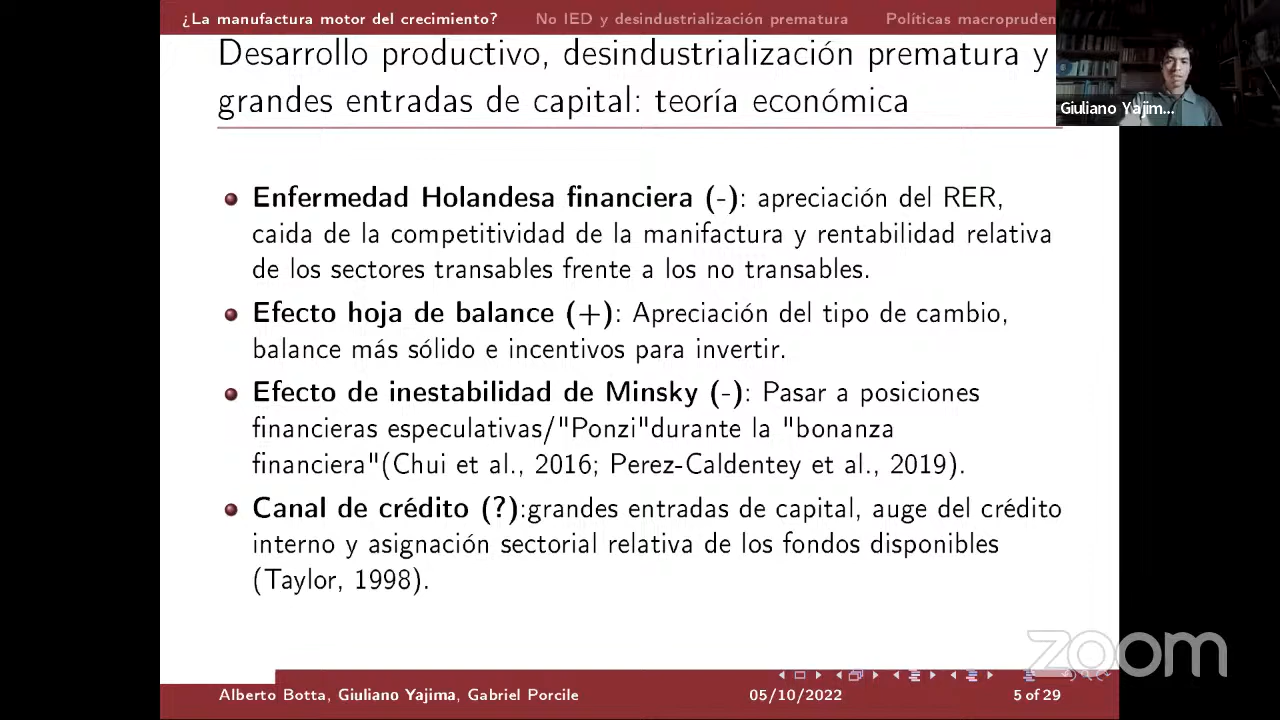 ¿La manufactura motor del crecimiento? No IED y desindustrialización prematura Políticas macropruden
Desarrollo productivo, desindustrialización prematura y
grandes entradas de capital: teoría económica
Giuliano Yajim...
Enfermedad Holandesa financiera (-): apreciación del RER,
caida de la competitividad de la manifactura y rentabilidad relativa
de los sectores transables frente a los no transables.
Efecto hoja de balance (+): Apreciación del tipo de cambio,
balance más sólido e incentivos para invertir.
Efecto de inestabilidad de Minsky (-): Pasar a posiciones
financieras especulativas/"Ponzi"durante la "bonanza
financiera"(Chui et al., 2016; Perez-Caldentey et al., 2019).
Canal de crédito (?):grandes entradas de capital, auge del crédito
interno y asignación sectorial relativa de los fondos disponibles
(Taylor, 1998).
zoom
Alberto Botta, Giuliano Yajima, Gabriel Porcile 05/10/2022 5 of 29